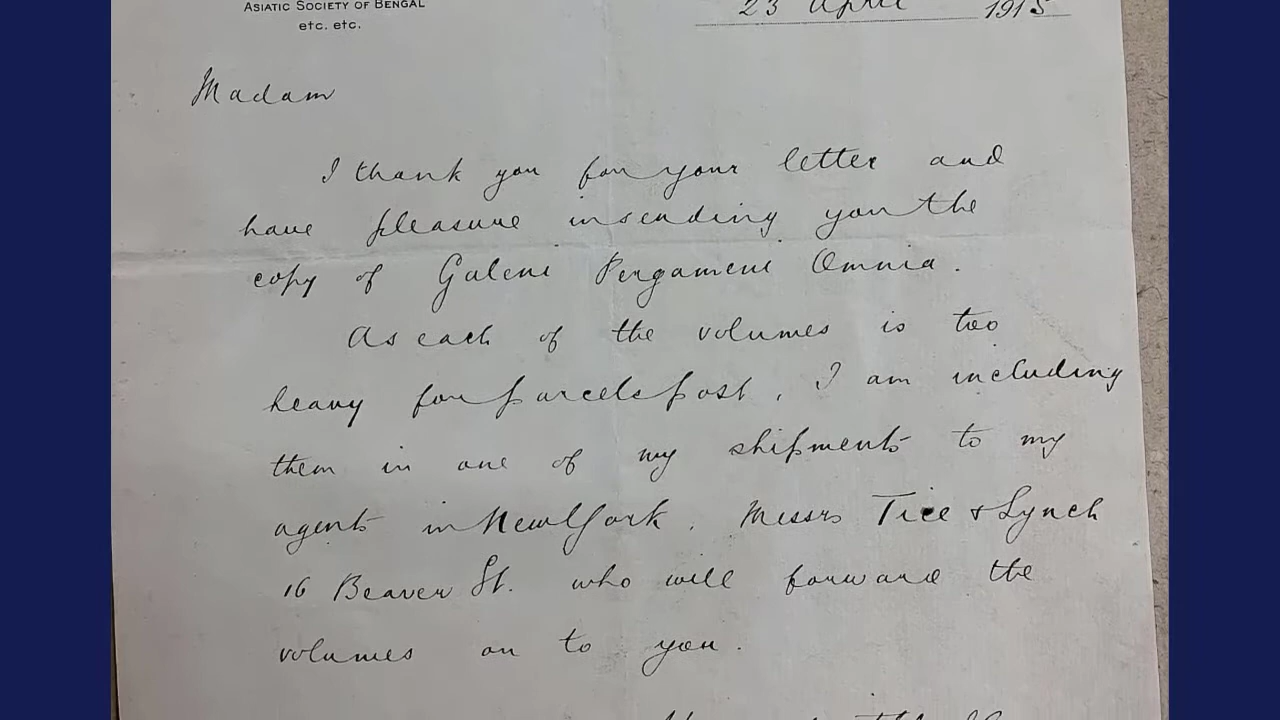 ASIATIC SOCIETY OF BENGAL
etc. etc.
23 April 1915
Madam
I thank you for your letter and
have pleasure in sending you the
copy of Galeni Pergameni Omnia.
As each of the volumes is too
heavy for parcels post, I am including
them in one of my shipments to my
agents in New York, Messrs Tice & Lynch
16 Beaver St. who will forward the
volumes on to you.